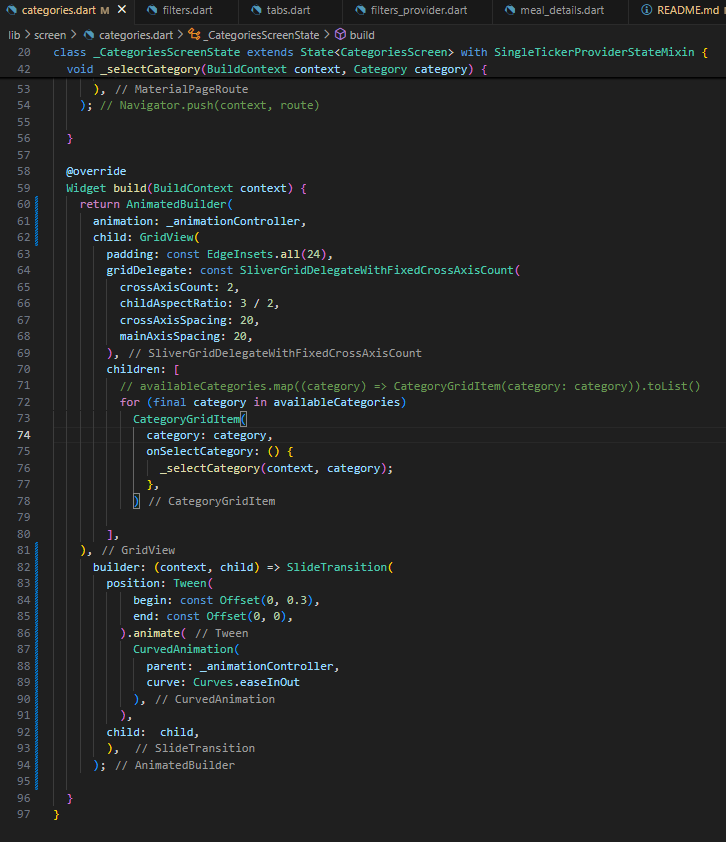 categories.dart M ✕ filters.dart tabs.dart filters_provider.dart meal_details.dart README.md
lib > screen > categories.dart > _CategoriesScreenState > build
20 class _CategoriesScreenState extends State<CategoriesScreen> with SingleTickerProviderStateMixin {
42 void _selectCategory(BuildContext context, Category category) {
53 ), // MaterialPageRoute
54 ); // Navigator.push(context, route)
55
56 }
57
58 @override
59 Widget build(BuildContext context) {
60 return AnimatedBuilder(
61 animation: _animationController,
62 child: GridView(
63 padding: const EdgeInsets.all(24),
64 gridDelegate: const SliverGridDelegateWithFixedCrossAxisCount(
65 crossAxisCount: 2,
66 childAspectRatio: 3 / 2,
67 crossAxisSpacing: 20,
68 mainAxisSpacing: 20,
69 ), // SliverGridDelegateWithFixedCrossAxisCount
70 children: [
71 // availableCategories.map((category) => CategoryGridItem(category: category)).toList()
72 for (final category in availableCategories)
73 CategoryGridItem(
74 category: category,
75 onSelectCategory: () {
76 _selectCategory(context, category);
77 },
78 ) // CategoryGridItem
79
80 ],
81 ), // GridView
82 builder: (context, child) => SlideTransition(
83 position: Tween(
84 begin: const Offset(0, 0.3),
85 end: const Offset(0, 0),
86 ).animate( // Tween
87 CurvedAnimation(
88 parent: _animationController,
89 curve: Curves.easeInOut
90 ), // CurvedAnimation
91 ),
92 child:  child,
93 ),  // SlideTransition
94 ); // AnimatedBuilder
95
96 }
97 }